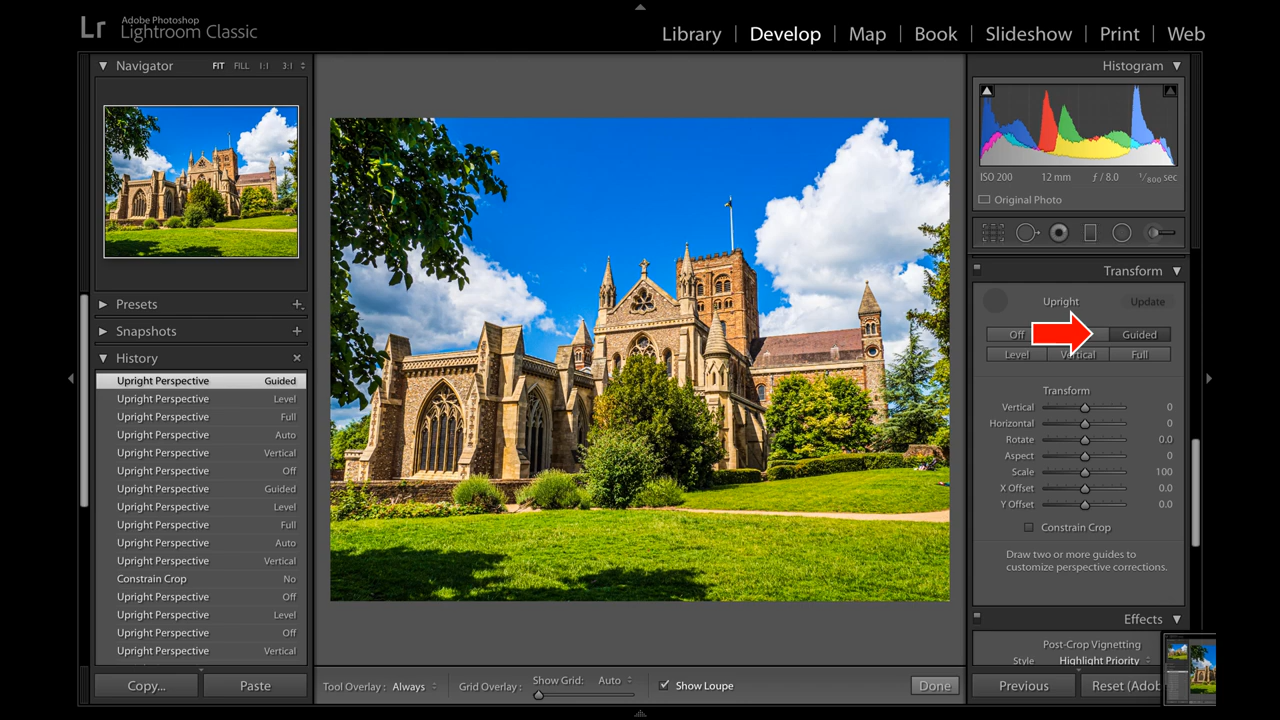 Lr
Adobe Photoshop
Lightroom Classic
Library | Develop | Map | Book | Slideshow | Print | Web
Navigator FIT FILL 1:1 3:1
Presets
Snapshots
History
Upright Perspective Guided
Upright Perspective Level
Upright Perspective Full
Upright Perspective Auto
Upright Perspective Vertical
Upright Perspective Off
Upright Perspective Guided
Upright Perspective Level
Upright Perspective Full
Upright Perspective Auto
Upright Perspective Vertical
Constrain Crop No
Upright Perspective Off
Upright Perspective Level
Upright Perspective Off
Upright Perspective Vertical
Copy... Paste
Tool Overlay : Always Grid Overlay : Show Grid: Auto Show Loupe Done
Histogram
ISO 200 12 mm ƒ / 8.0 1/800 sec
Original Photo
Transform
Upright Update
Off Guided
Level Vertical Full
Transform
Vertical 0
Horizontal 0
Rotate 0.0
Aspect 0
Scale 100
X Offset 0.0
Y Offset 0.0
Constrain Crop
Draw two or more guides to
customize perspective corrections.
Effects
Post-Crop Vignetting
Style Highlight Priority
Previous Reset (Adob